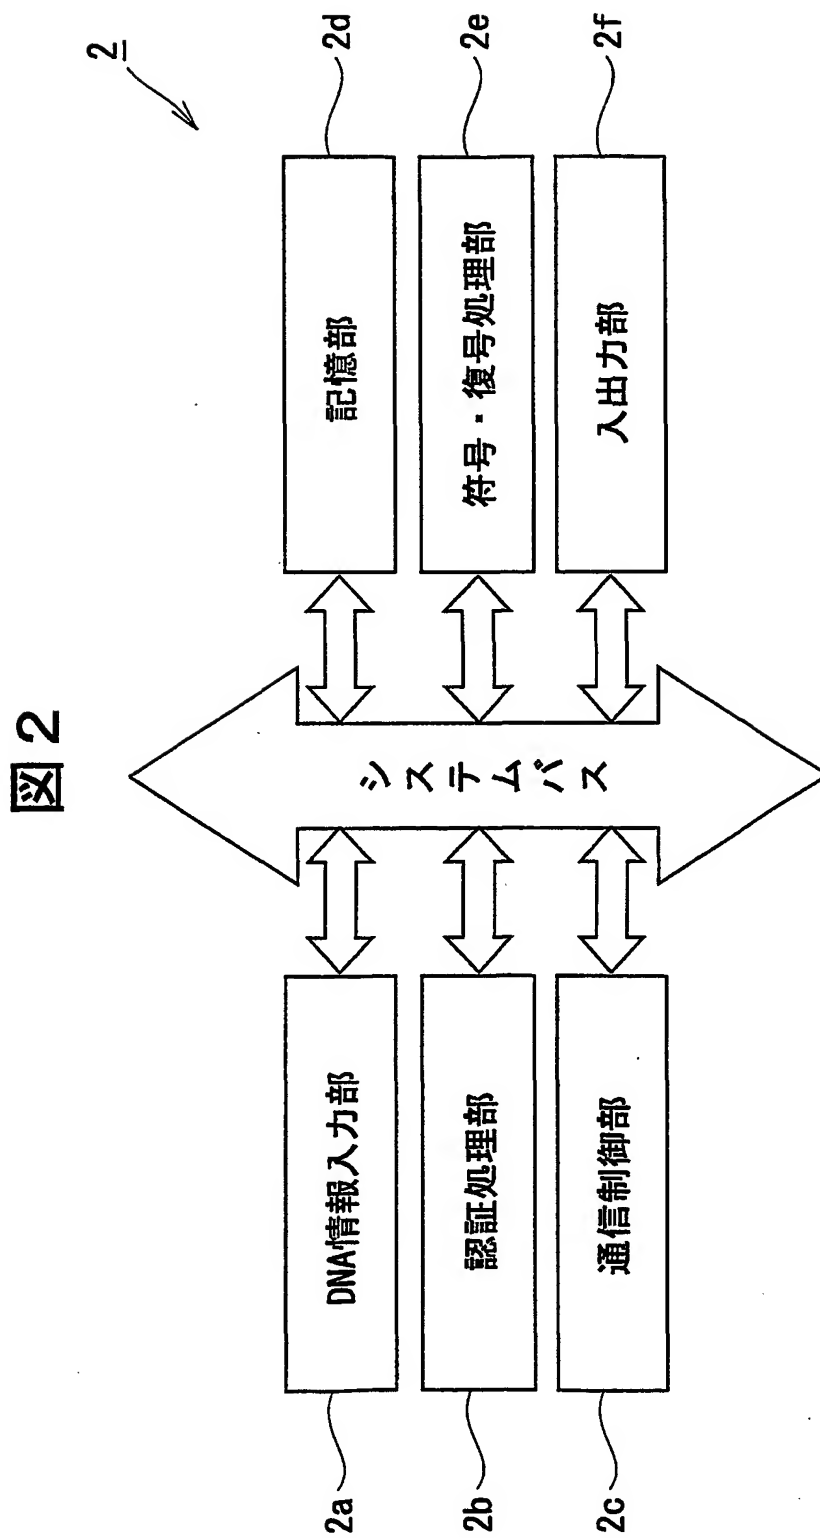 図2
2
2a
DNA情報入力部
2b
認証処理部
2c
通信制御部
システムバス
記憶部
2d
符号・復号処理部
2e
入出力部
2f